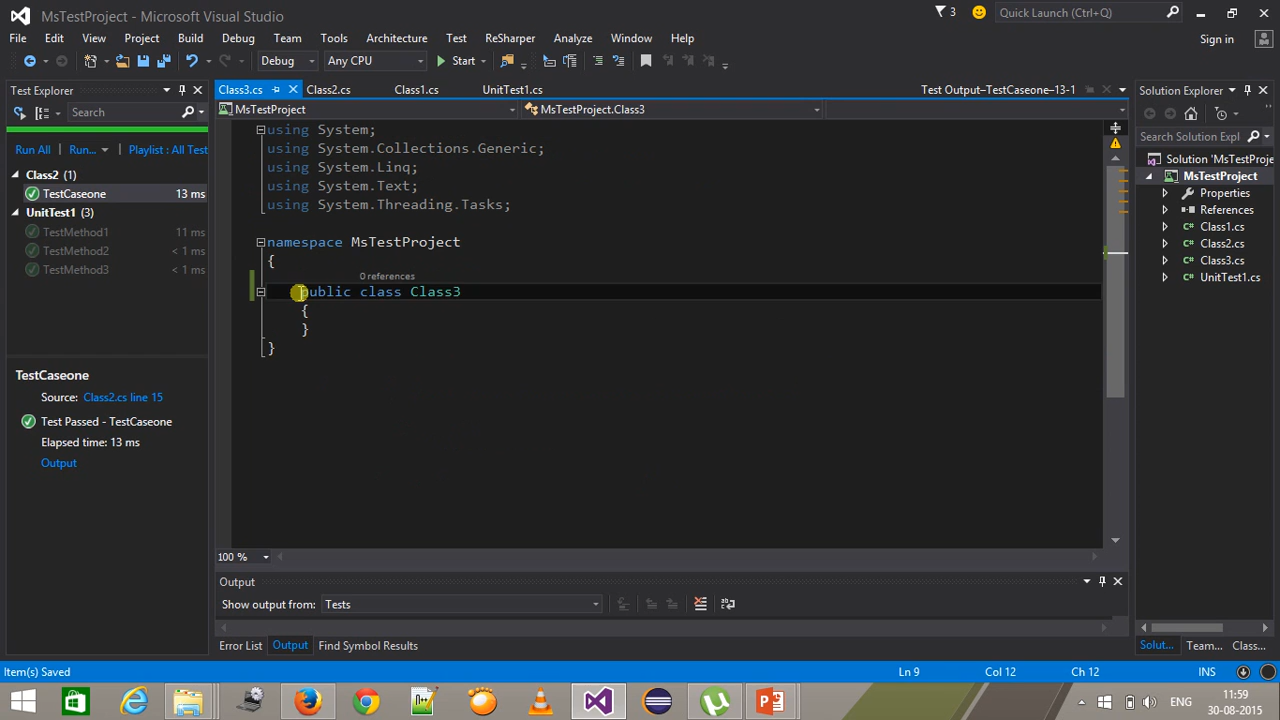 MsTestProject - Microsoft Visual Studio
3
Quick Launch (Ctrl+Q)
File Edit View Project Build Debug Team Tools Architecture Test ReSharper Analyze Window Help
Sign in
Debug Any CPU Start
Test Explorer
Search
Run All Run... Playlist : All Test
Class2 (1)
TestCaseone 13 ms
UnitTest1 (3)
TestMethod1 11 ms
TestMethod2 < 1 ms
TestMethod3 < 1 ms
TestCaseone
Source: Class2.cs line 15
Test Passed - TestCaseone
Elapsed time: 13 ms
Output
Class3.cs Class2.cs Class1.cs UnitTest1.cs Test Output–TestCaseone–13-1
MsTestProject MsTestProject.Class3
using System;
using System.Collections.Generic;
using System.Linq;
using System.Text;
using System.Threading.Tasks;
namespace MsTestProject
{
0 references
public class Class3
{
}
}
100 %
Output
Show output from: Tests
Error List Output Find Symbol Results
Solution Explorer
Search Solution Expl
Solution 'MsTestProje
MsTestProject
Properties
References
Class1.cs
Class2.cs
Class3.cs
UnitTest1.cs
Solut... Team... Class...
Item(s) Saved Ln 9 Col 12 Ch 12 INS
ENG 11:59
30-08-2015